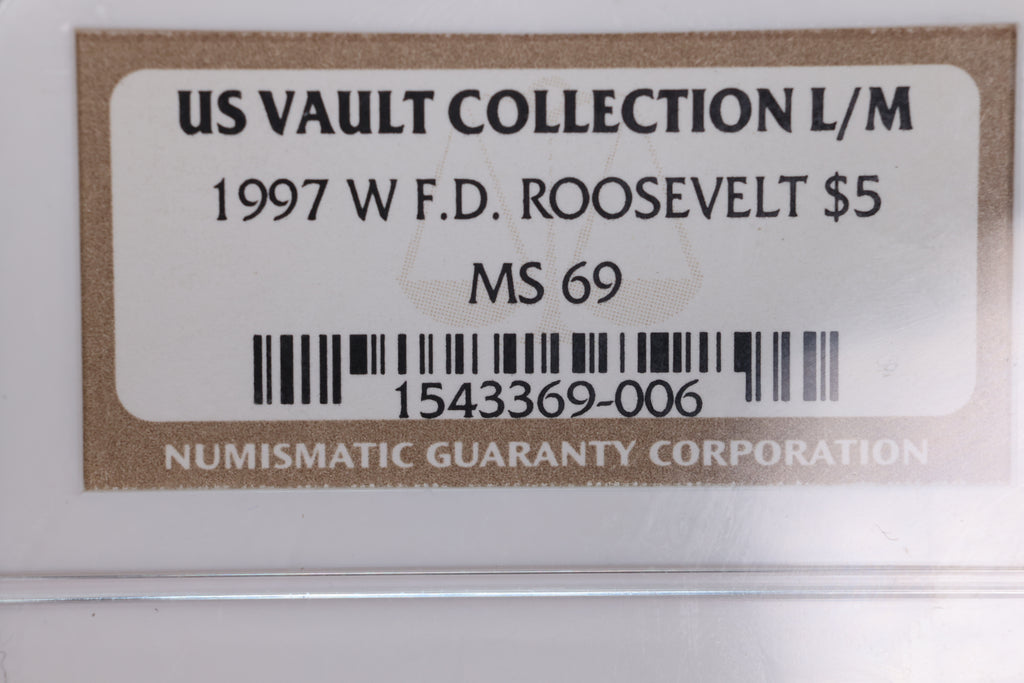 US VAULT COLLECTION L/M
1997 W F.D. ROOSEVELT $5
MS 69
1543369-006
NUMISMATIC GUARANTY CORPORATION